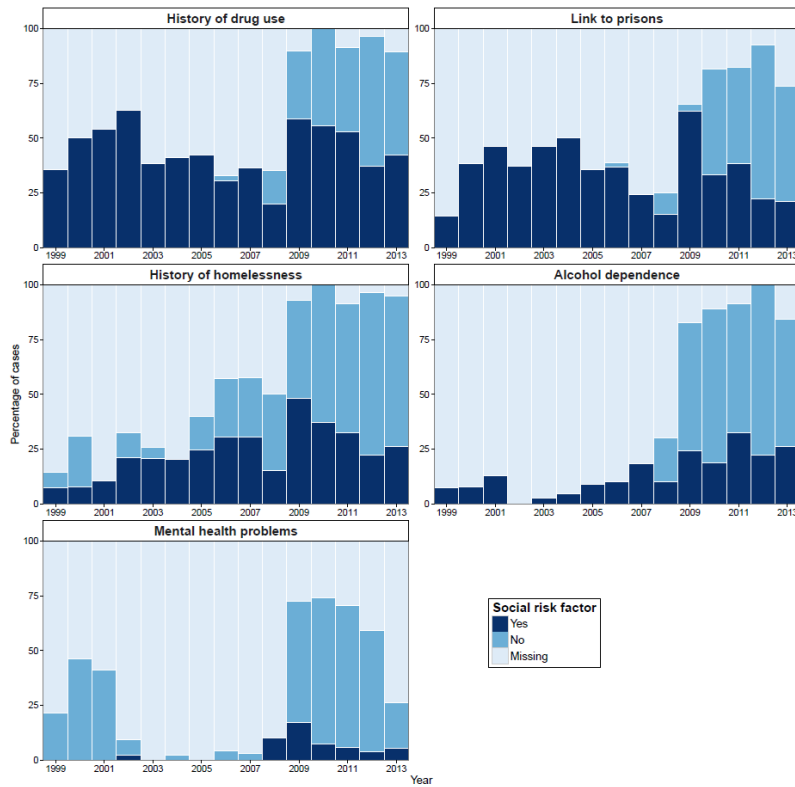 History of drug use
Link to prisons
100
75
50
25
0
1999 2001 2003 2005 2007 2009 2011 2013
100
75
50
25
0
1999 2001 2003 2005 2007 2009 2011 2013
History of homelessness
Alcohol dependence
Percentage of cases
100
75
50
25
0
1999 2001 2003 2005 2007 2009 2011 2013
100
75
50
25
0
1999 2001 2003 2005 2007 2009 2011 2013
Mental health problems
100
75
50
25
0
1999 2001 2003 2005 2007 2009 2011 2013
Social risk factor
Yes
No
Missing
Year